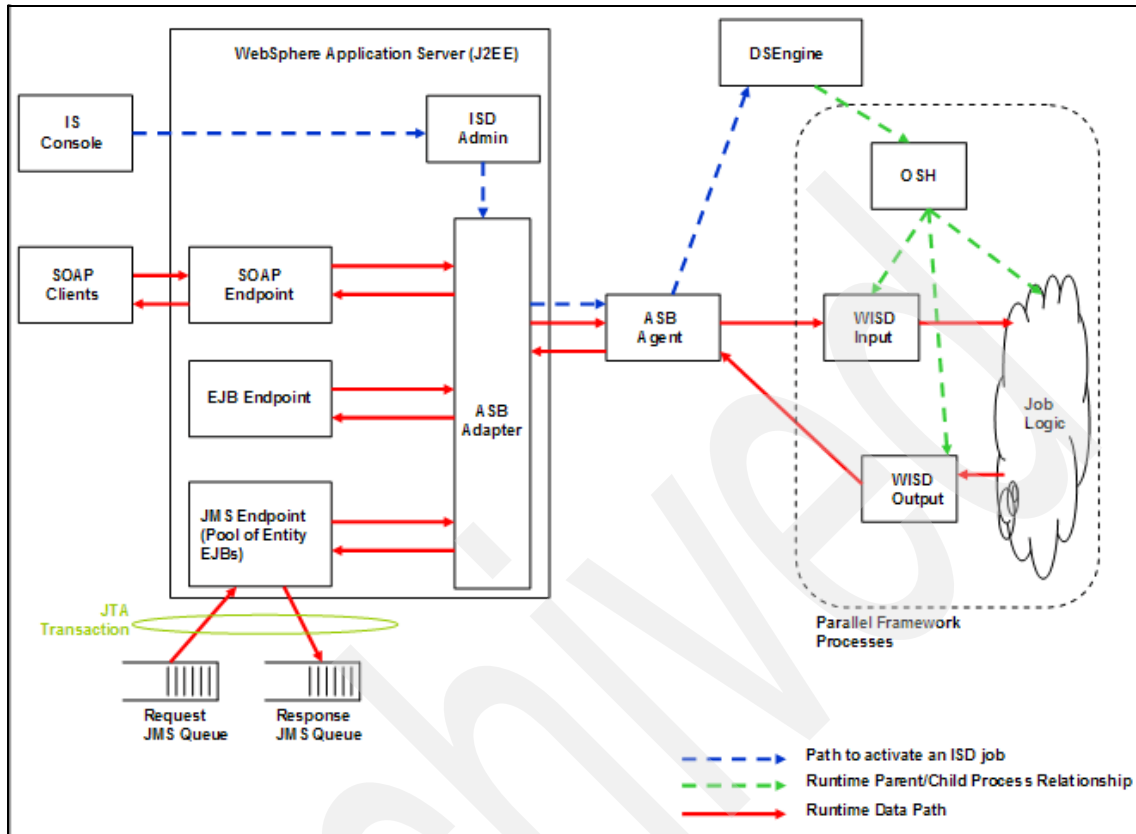 WebSphere Application Server (J2EE)
DSEngine
IS
Console
ISD
Admin
OSH
SOAP
Clients
SOAP
Endpoint
ASB
Agent
WISD
Input
EJB Endpoint
ASB
Adapter
Job
Logic
WISD
Output
JMS Endpoint
(Pool of Entity
EJBs)
JTA
Transaction
Parallel Framework
Processes
Request
JMS Queue
Response
JMS Queue
Path to activate an ISD job
Runtime Parent/Child Process Relationship
Runtime Data Path